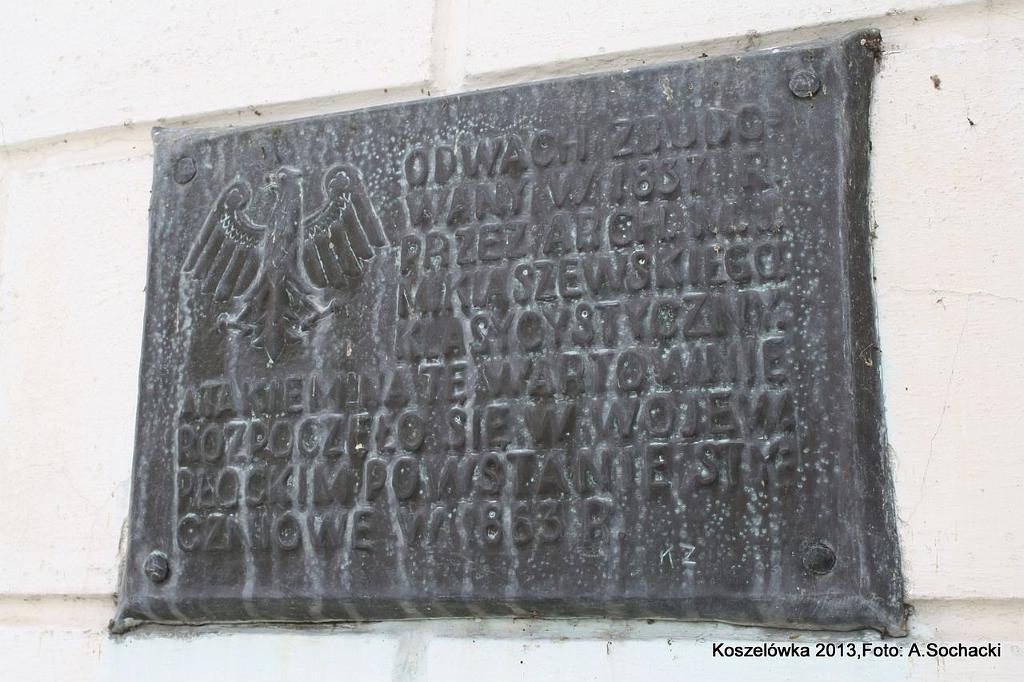 ODWACH ZBUDO-
WANY W 1837 R.
PRZEZ ARCH.
MIKLASZEWSKIEGO.
KLASYCYSTYCZNY.
ATAKIEM NA TĘ WARTOWNIĘ
ROZPOCZĘŁO SIĘ W WOJEW.
PŁOCKIM POWSTANIE STY-
CZNIOWE W 1863 R.
KZ
Koszelówka 2013,Foto: A.Sochacki